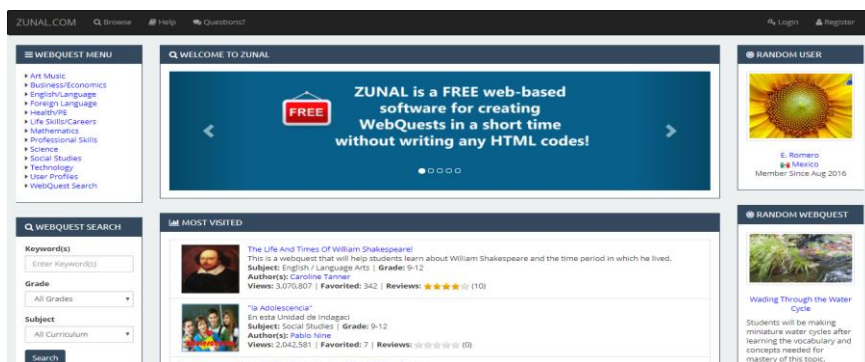 ZUNAL.COM Browse Help Questions? Login Register
WEBQUEST MENU
Art Music
Business/Economics
English/Language
Foreign Language
Health/PE
Life Skills/Careers
Mathematics
Professional Skills
Science
Social Studies
Technology
User Profiles
WebQuest Search
WEBQUEST SEARCH
Keyword(s)
Enter Keyword(s)
Grade
All Grades
Subject
All Curriculum
Search
WELCOME TO ZUNAL
FREE
ZUNAL is a FREE web-based
software for creating
WebQuests in a short time
without writing any HTML codes!
MOST VISITED
The Life And Times Of William Shakespeare!
This is a webquest that will help students learn about William Shakespeare and the time period in which he lived.
Subject: English / Language Arts | Grade: 9-12
Author(s): Caroline Tanner
Views: 3,070,807 | Favorited: 342 | Reviews: (10)
"la Adolescencia"
En esta Unidad de Indagaci
Subject: Social Studies | Grade: 9-12
Author(s): Pablo Nine
Views: 2,042,581 | Favorited: 7 | Reviews: (0)
RANDOM USER
E. Romero
Mexico
Member Since Aug 2016
RANDOM WEBQUEST
Wading Through the Water
Cycle
Students will be making
miniature water cycles after
learning the vocabulary and
concepts needed for
mastery of this topic.